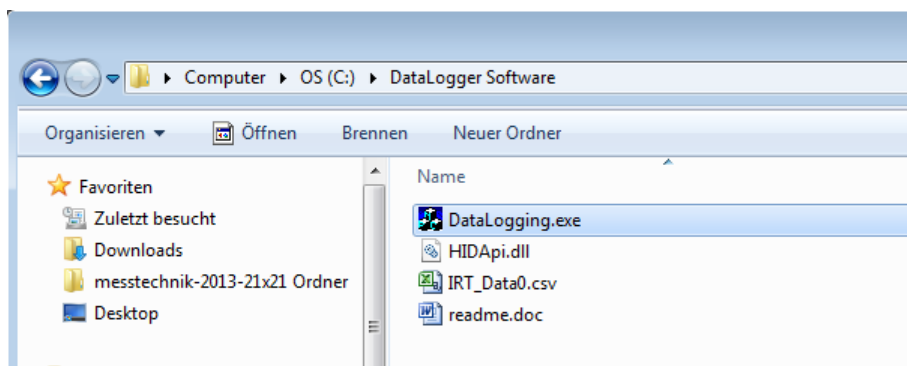 Computer OS (C:) DataLogger Software
Organisieren Öffnen Brennen Neuer Ordner
Favoriten
Zuletzt besucht
Downloads
messtechnik-2013-21x21 Ordner
Desktop
Name
DataLogging.exe
HIDApi.dll
IRT_Data0.csv
readme.doc